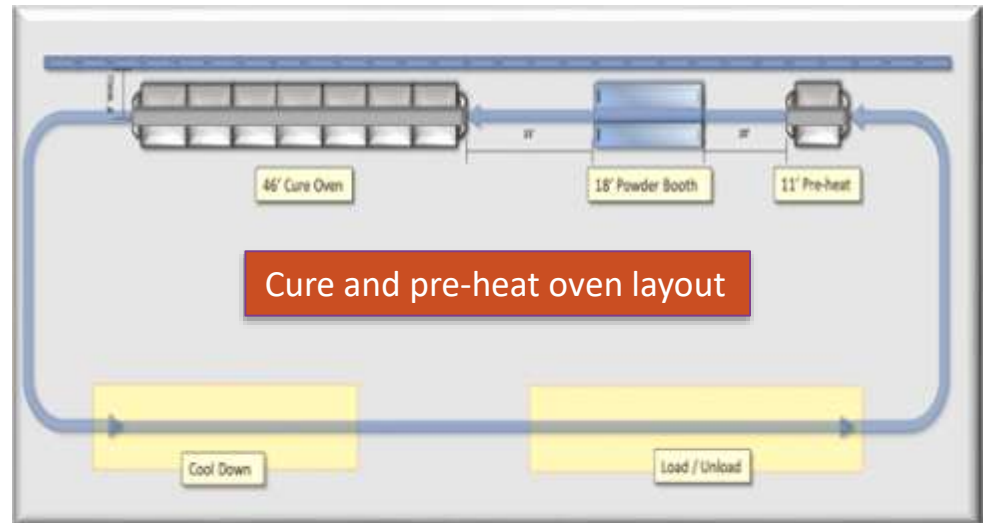 46' Cure Oven
18' Powder Booth
11' Pre-heat
Cure and pre-heat oven layout
Cool Down
Load / Unload